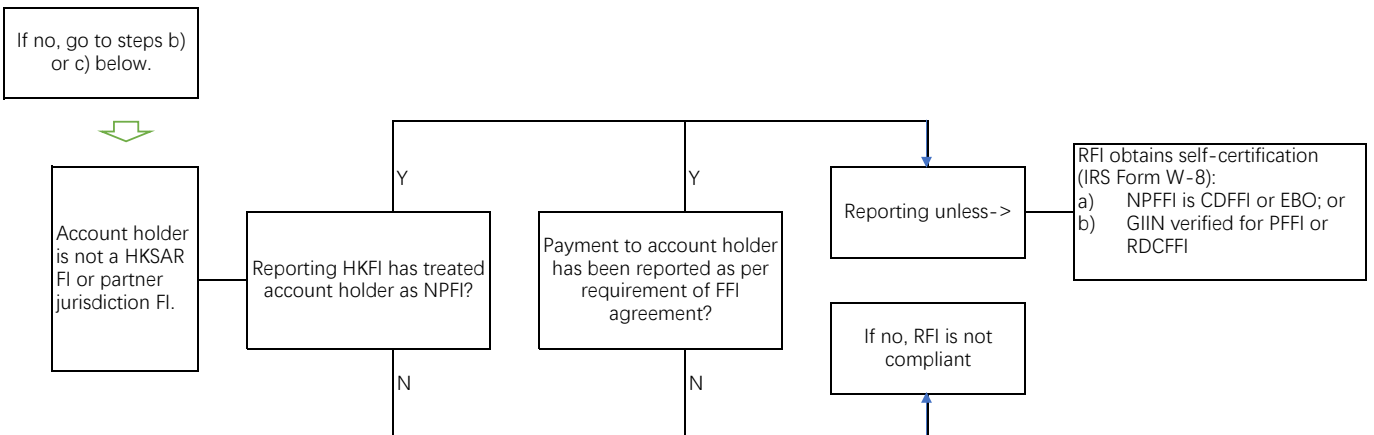 If no, go to steps b)
or c) below.
Account holder
is not a HKSAR
FI or partner
jurisdiction FI.
Y
Reporting HKFI has treated
account holder as NPFI?
N
Y
Payment to account holder
has been reported as per
requirement of FFI
agreement?
N
Reporting unless->
If no, RFI is not
compliant
RFI obtains self-certification
(IRS Form W-8):
a) NPFFI is CDFFI or EBO; or
b) GIIN verified for PFFI or
RDCFFI